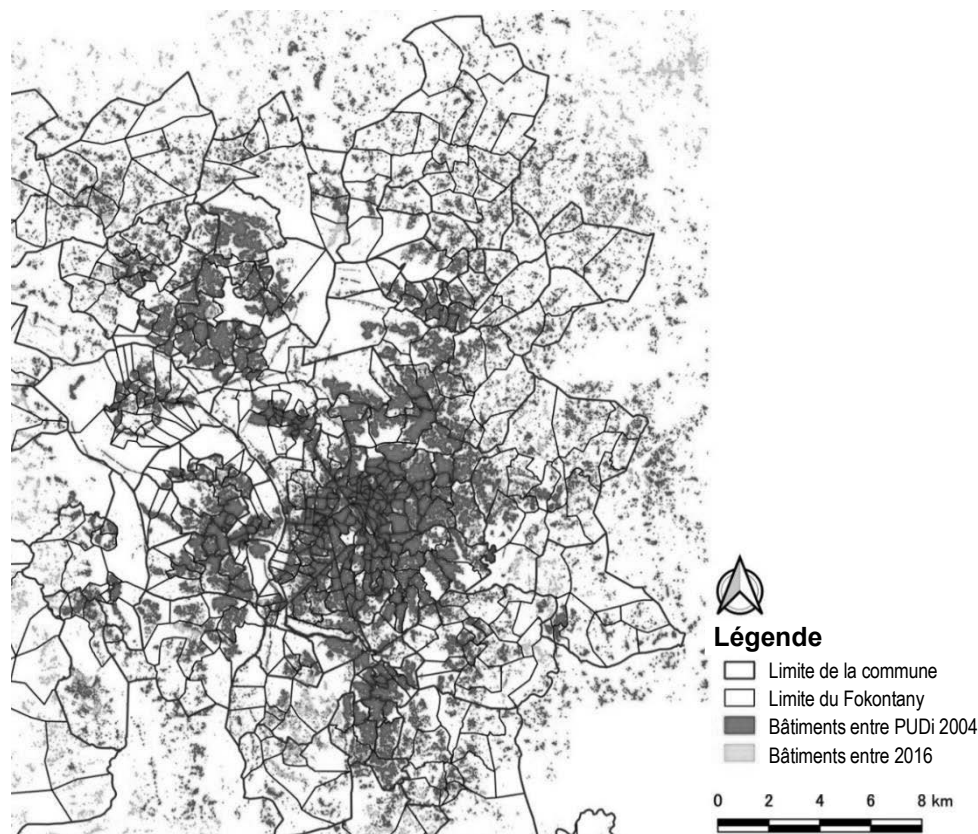 Légende
Limite de la commune
Limite du Fokontany
Bâtiments entre PUDi 2004
Bâtiments entre 2016
0 2 4 6 8 km